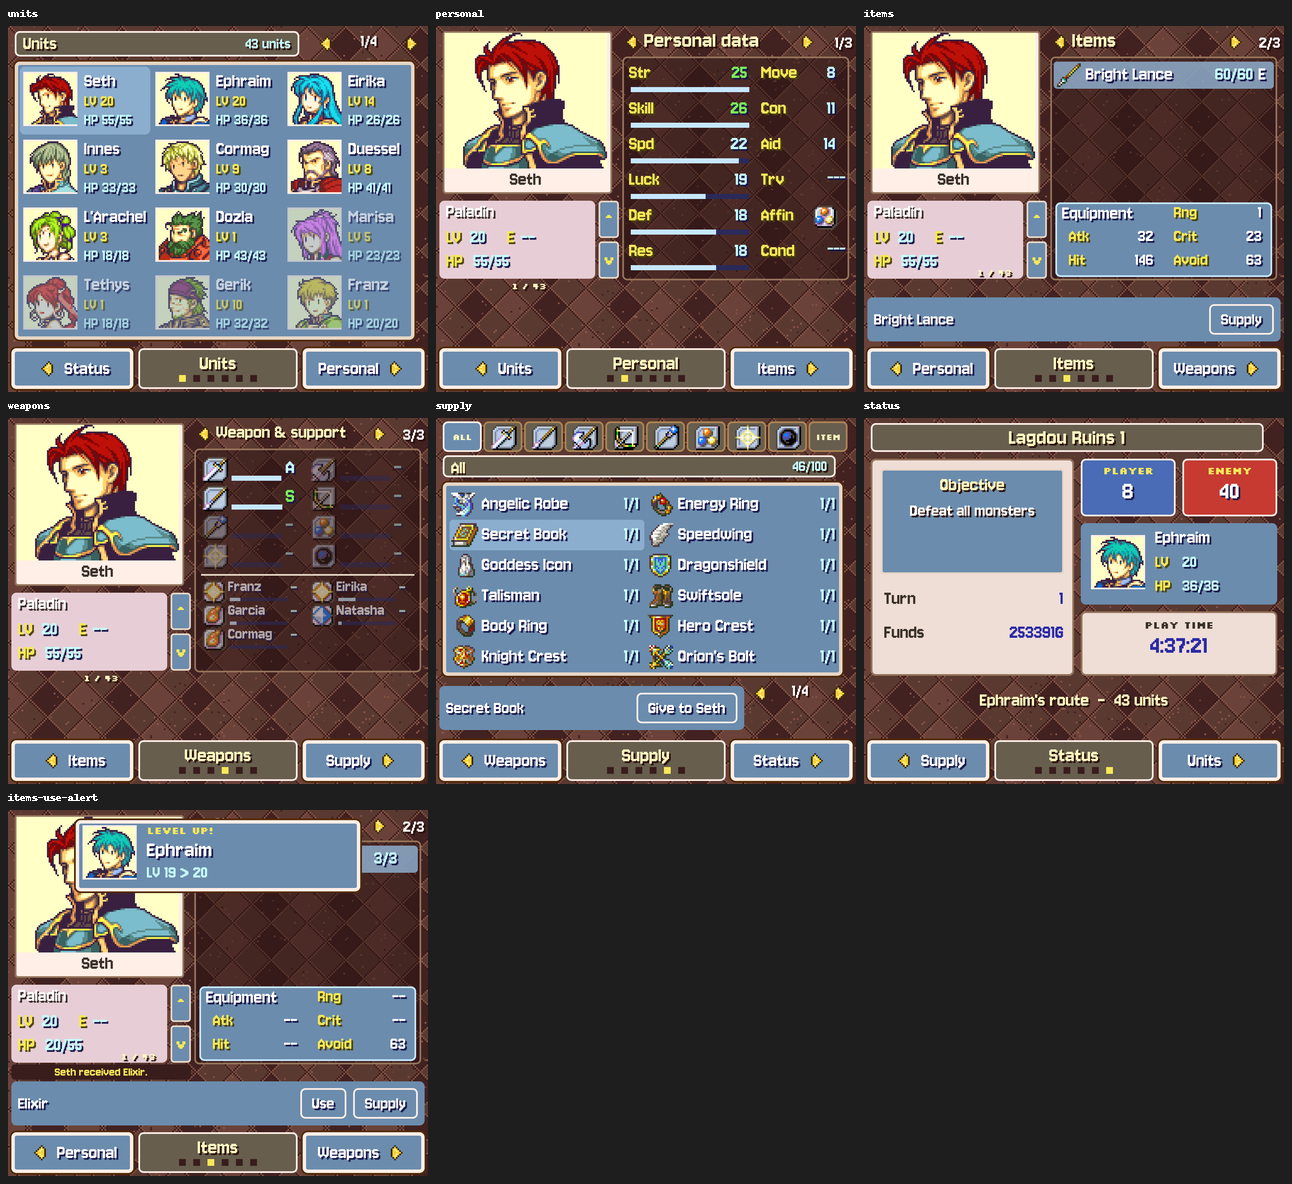 units
Units 43 units 1/4
Seth
LV 20
HP 55/55
Ephraim
LV 20
HP 36/36
Eirika
LV 14
HP 26/26
Innes
LV 3
HP 33/33
Cormag
LV 9
HP 30/30
Duessel
LV 8
HP 41/41
L'Arachel
LV 3
HP 18/18
Dozla
LV 1
HP 43/43
Marisa
LV 5
HP 23/23
Tethys
LV 1
HP 18/18
Gerik
LV 10
HP 32/32
Franz
LV 1
HP 20/20
Status
Units
Personal
personal
Personal data 1/3
Seth
Paladin
LV 20 E --
HP 55/55
1 / 43
Str 25 Move 8
Skill 26 Con 11
Spd 22 Aid 14
Luck 19 Trv ---
Def 18 Affin
Res 18 Cond ---
Units
Personal
Items
items
Items 2/3
Bright Lance 60/60 E
Seth
Paladin
LV 20 E --
HP 55/55
1 / 43
Equipment Rng 1
Atk 32 Crit 23
Hit 146 Avoid 63
Bright Lance Supply
Personal
Items
Weapons
weapons
Weapon & support 3/3
Seth
Paladin
LV 20 E --
HP 55/55
1 / 43
A -
S -
- -
- -
Franz - Eirika -
Garcia - Natasha -
Cormag -
Items
Weapons
Supply
supply
ALL ITEM
All 46/100
Angelic Robe 1/1 Energy Ring 1/1
Secret Book 1/1 Speedwing 1/1
Goddess Icon 1/1 Dragonshield 1/1
Talisman 1/1 Swiftsole 1/1
Body Ring 1/1 Hero Crest 1/1
Knight Crest 1/1 Orion's Bolt 1/1
Secret Book Give to Seth 1/4
Weapons
Supply
Status
status
Lagdou Ruins 1
Objective
Defeat all monsters
Turn 1
Funds 253391G
PLAYER
8
ENEMY
40
Ephraim
LV 20
HP 36/36
PLAY TIME
4:37:21
Ephraim's route - 43 units
Supply
Status
Units
items-use-alert
LEVEL UP!
Ephraim
LV 19 > 20
2/3
3/3
Seth
Paladin
LV 20 E --
HP 20/55
1 / 43
Equipment Rng --
Atk -- Crit --
Hit -- Avoid 63
Seth received Elixir.
Elixir Use Supply
Personal
Items
Weapons